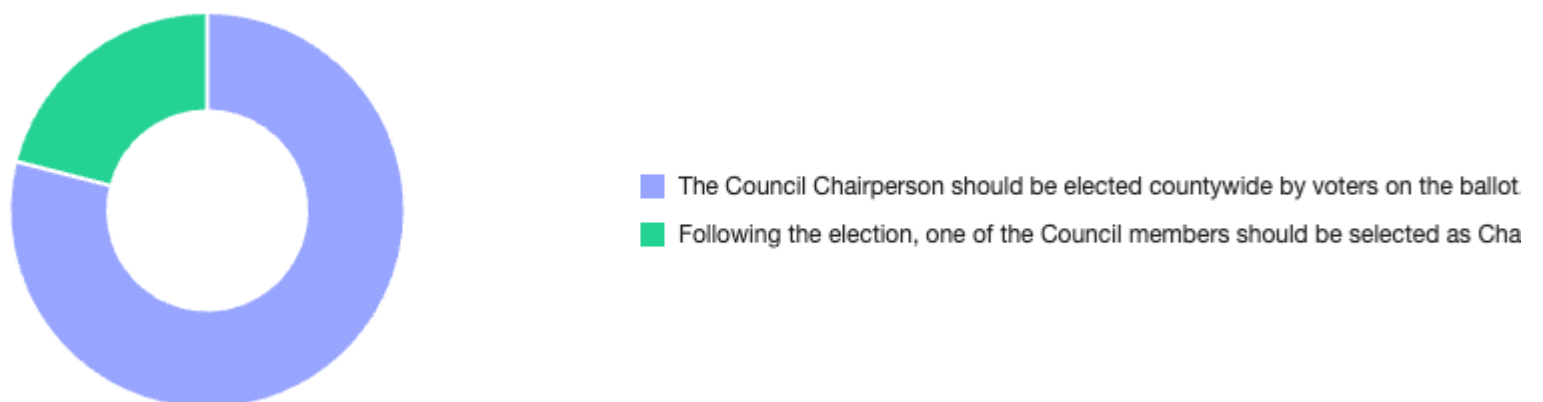 The Council Chairperson should be elected countywide by voters on the ballot.
Following the election, one of the Council members should be selected as Cha